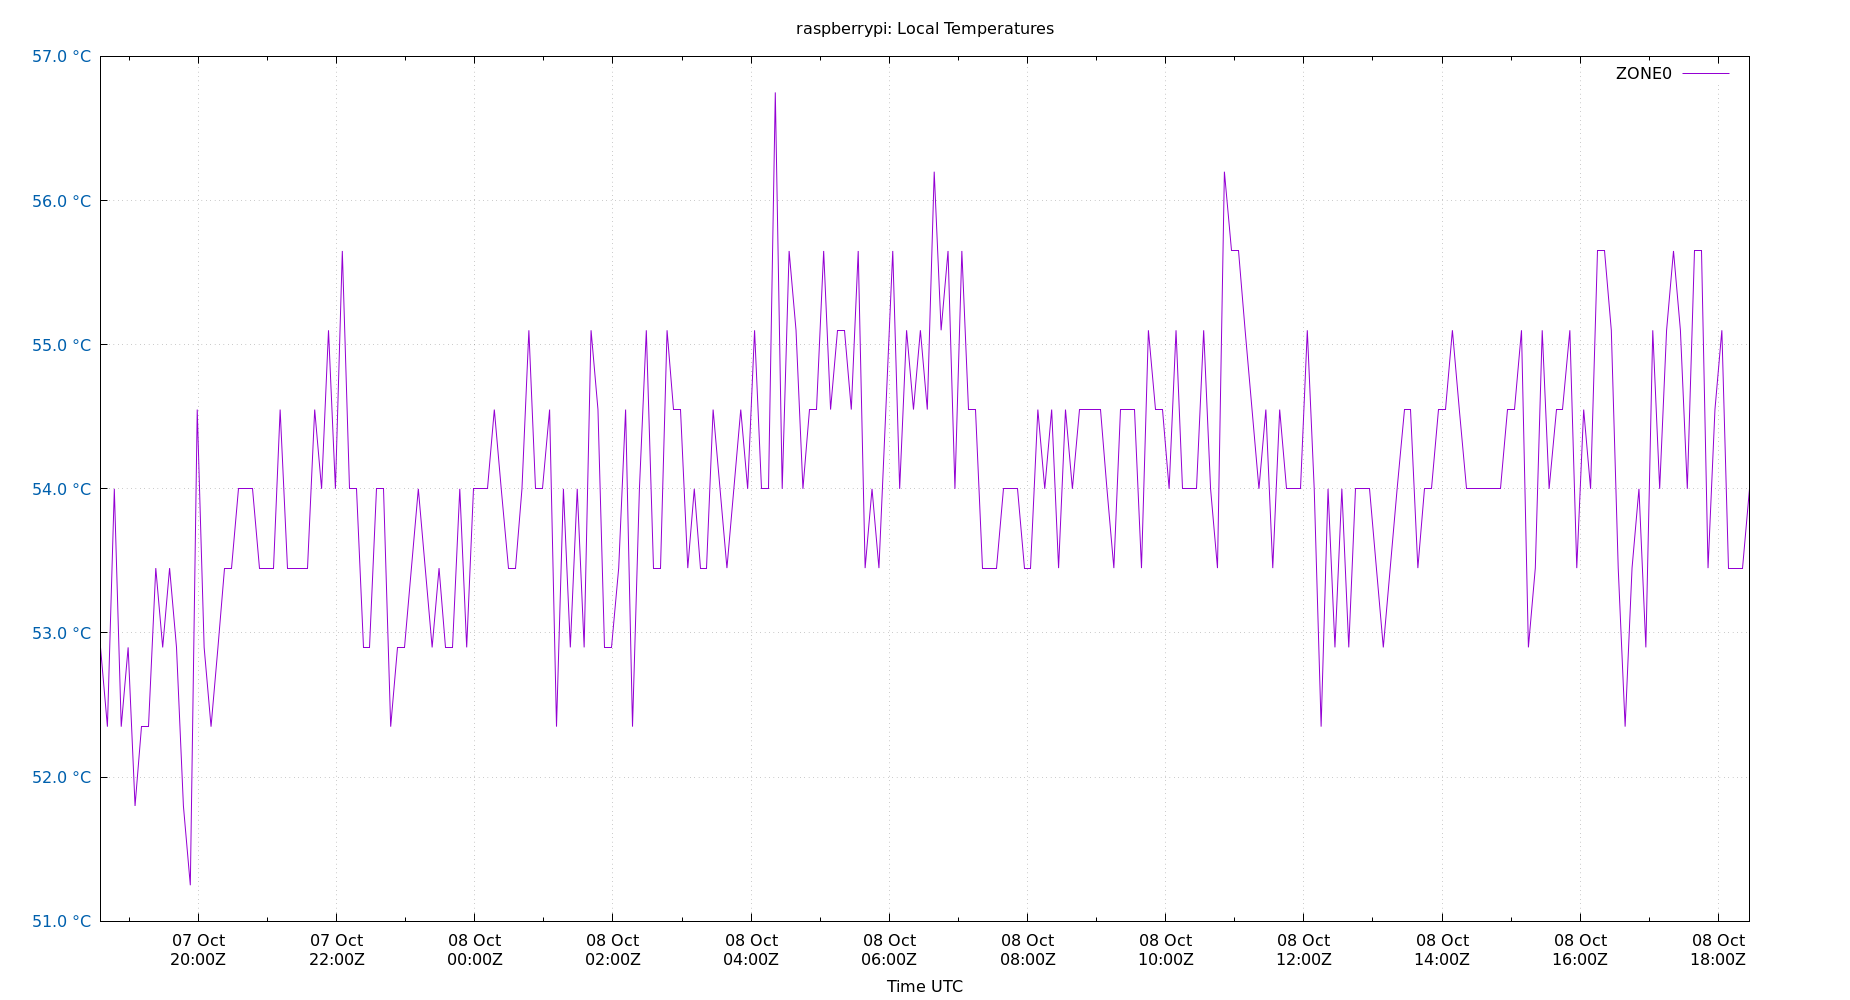 raspberrypi: Local Temperatures
57.0 °C
ZONE0
56.0 °C
55.0 °C
54.0 °C
53.0 °C
52.0 °C
51.0 °C
07 Oct 07 Oct 08 Oct 08 Oct 08 Oct 08 Oct 08 Oct 08 Oct 08 Oct 08 Oct 08 Oct 08 Oct
20:00Z 22:00Z 00:00Z 02:00Z 04:00Z 06:00Z 08:00Z 10:00Z 12:00Z 14:00Z 16:00Z 18:00Z
Time UTC